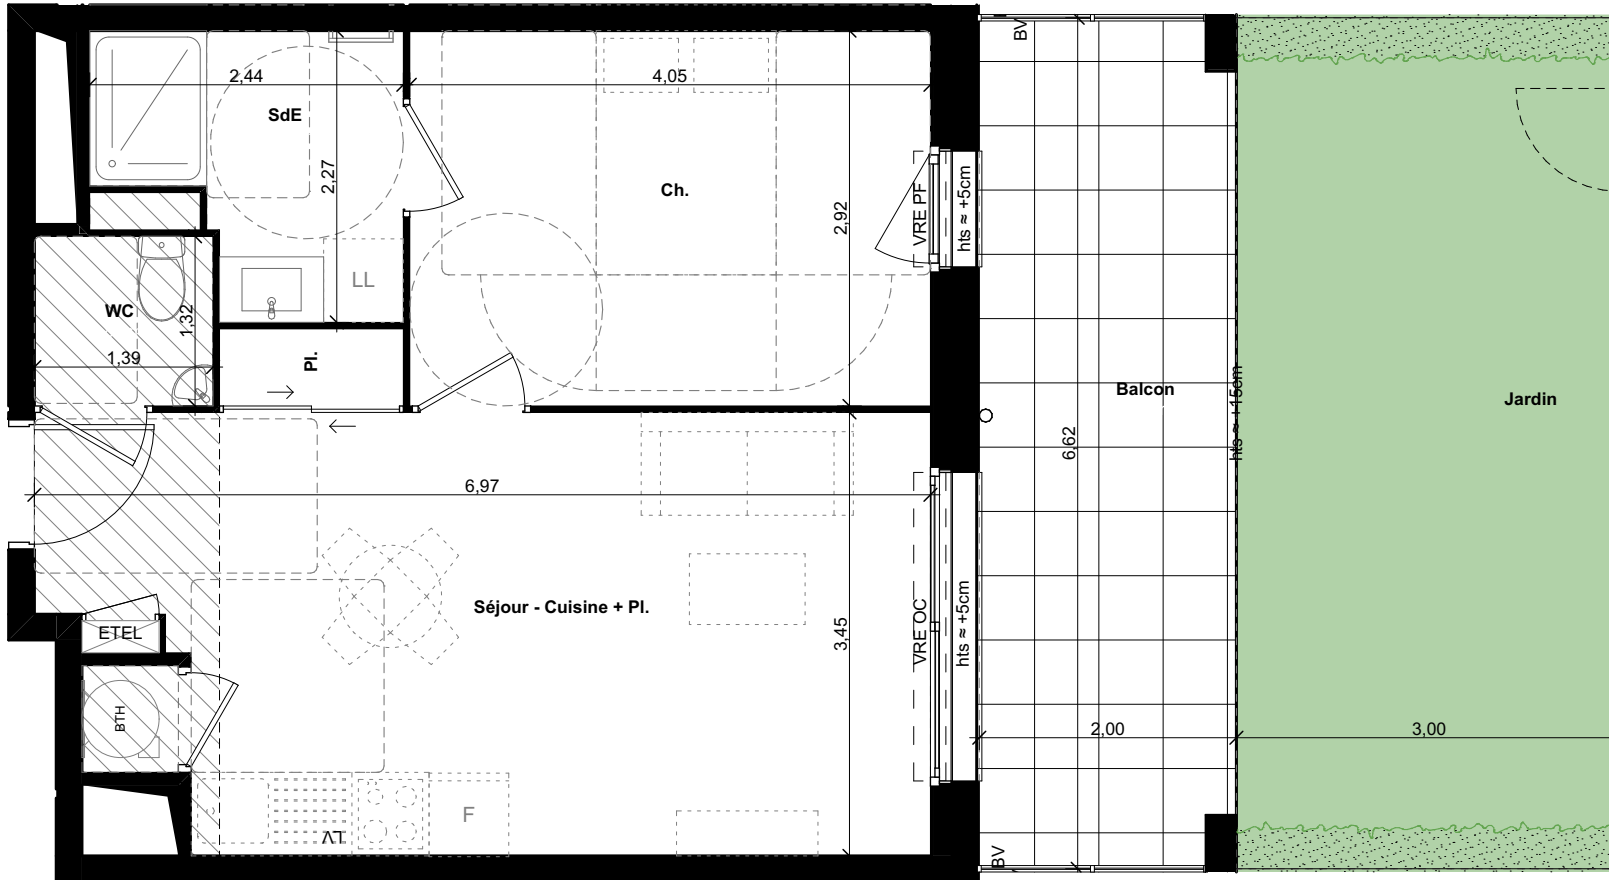 BV
2,44
4,05
SdE
2,27
Ch.
2,92
VRE PF
hts ≈ +5cm
LL
WC
1,32
1,39
Pl.
Balcon
6,62
hts ≈ +15cm
Jardin
6,97
Séjour - Cuisine + Pl.
3,45
VRE OC
hts ≈ +5cm
ETEL
BTH
2,00
3,00
F
LV
BV